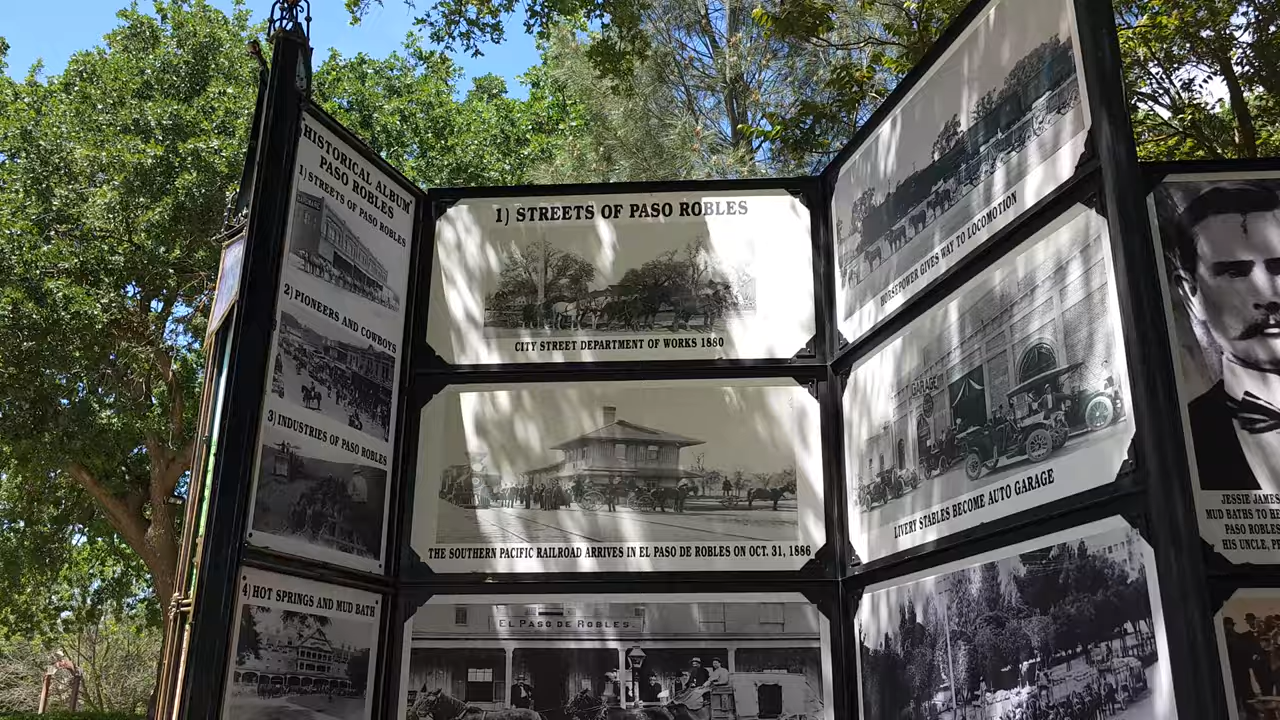 HISTORICAL ALBUM
PASO ROBLES
1) STREETS OF PASO ROBLES
2) PIONEERS AND COWBOYS
3) INDUSTRIES OF PASO ROBLES
4) HOT SPRINGS AND MUD BATH
1) STREETS OF PASO ROBLES
CITY STREET DEPARTMENT OF WORKS 1880
THE SOUTHERN PACIFIC RAILROAD ARRIVES IN EL PASO DE ROBLES ON OCT. 31, 1886
EL PASO DE ROBLES.
HORSEPOWER GIVES WAY TO LOCOMOTION
GARAGE
LIVERY STABLES BECOME AUTO GARAGE
JESSIE JAMES
MUD BATHS TO
PASO ROBLES
HIS UNCLE,